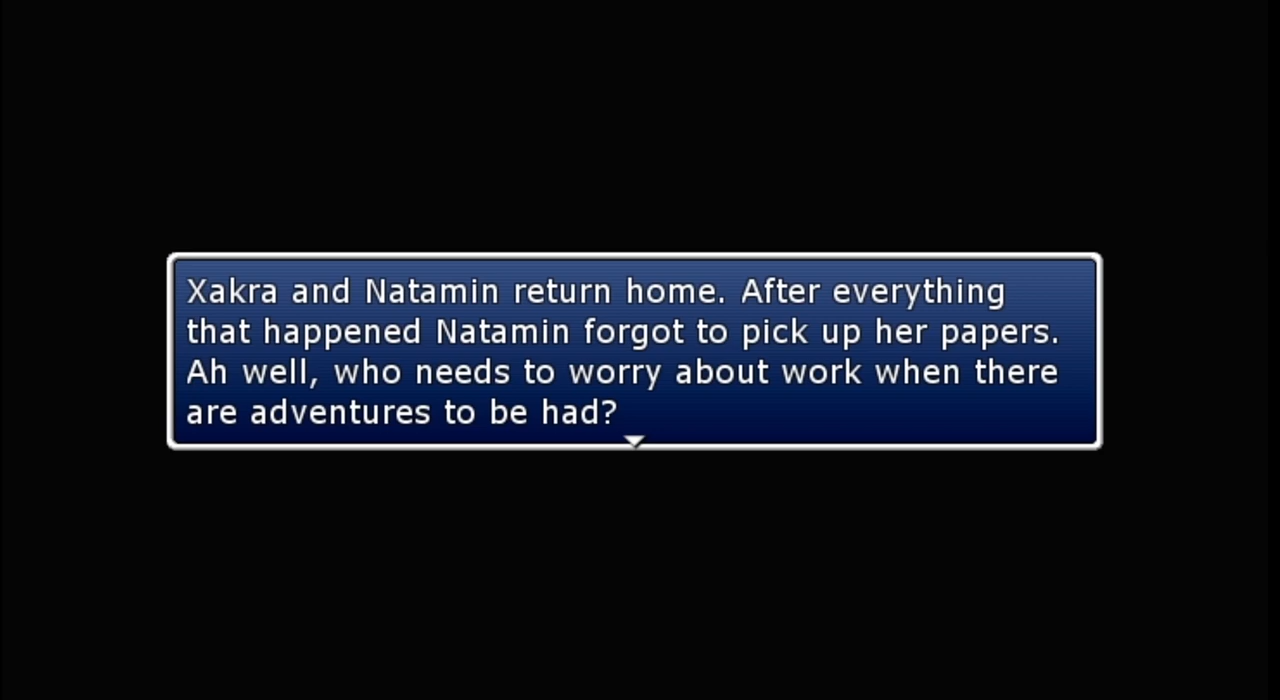 Xakra and Natamin return home. After everything
that happened Natamin forgot to pick up her papers.
Ah well, who needs to worry about work when there
are adventures to be had?